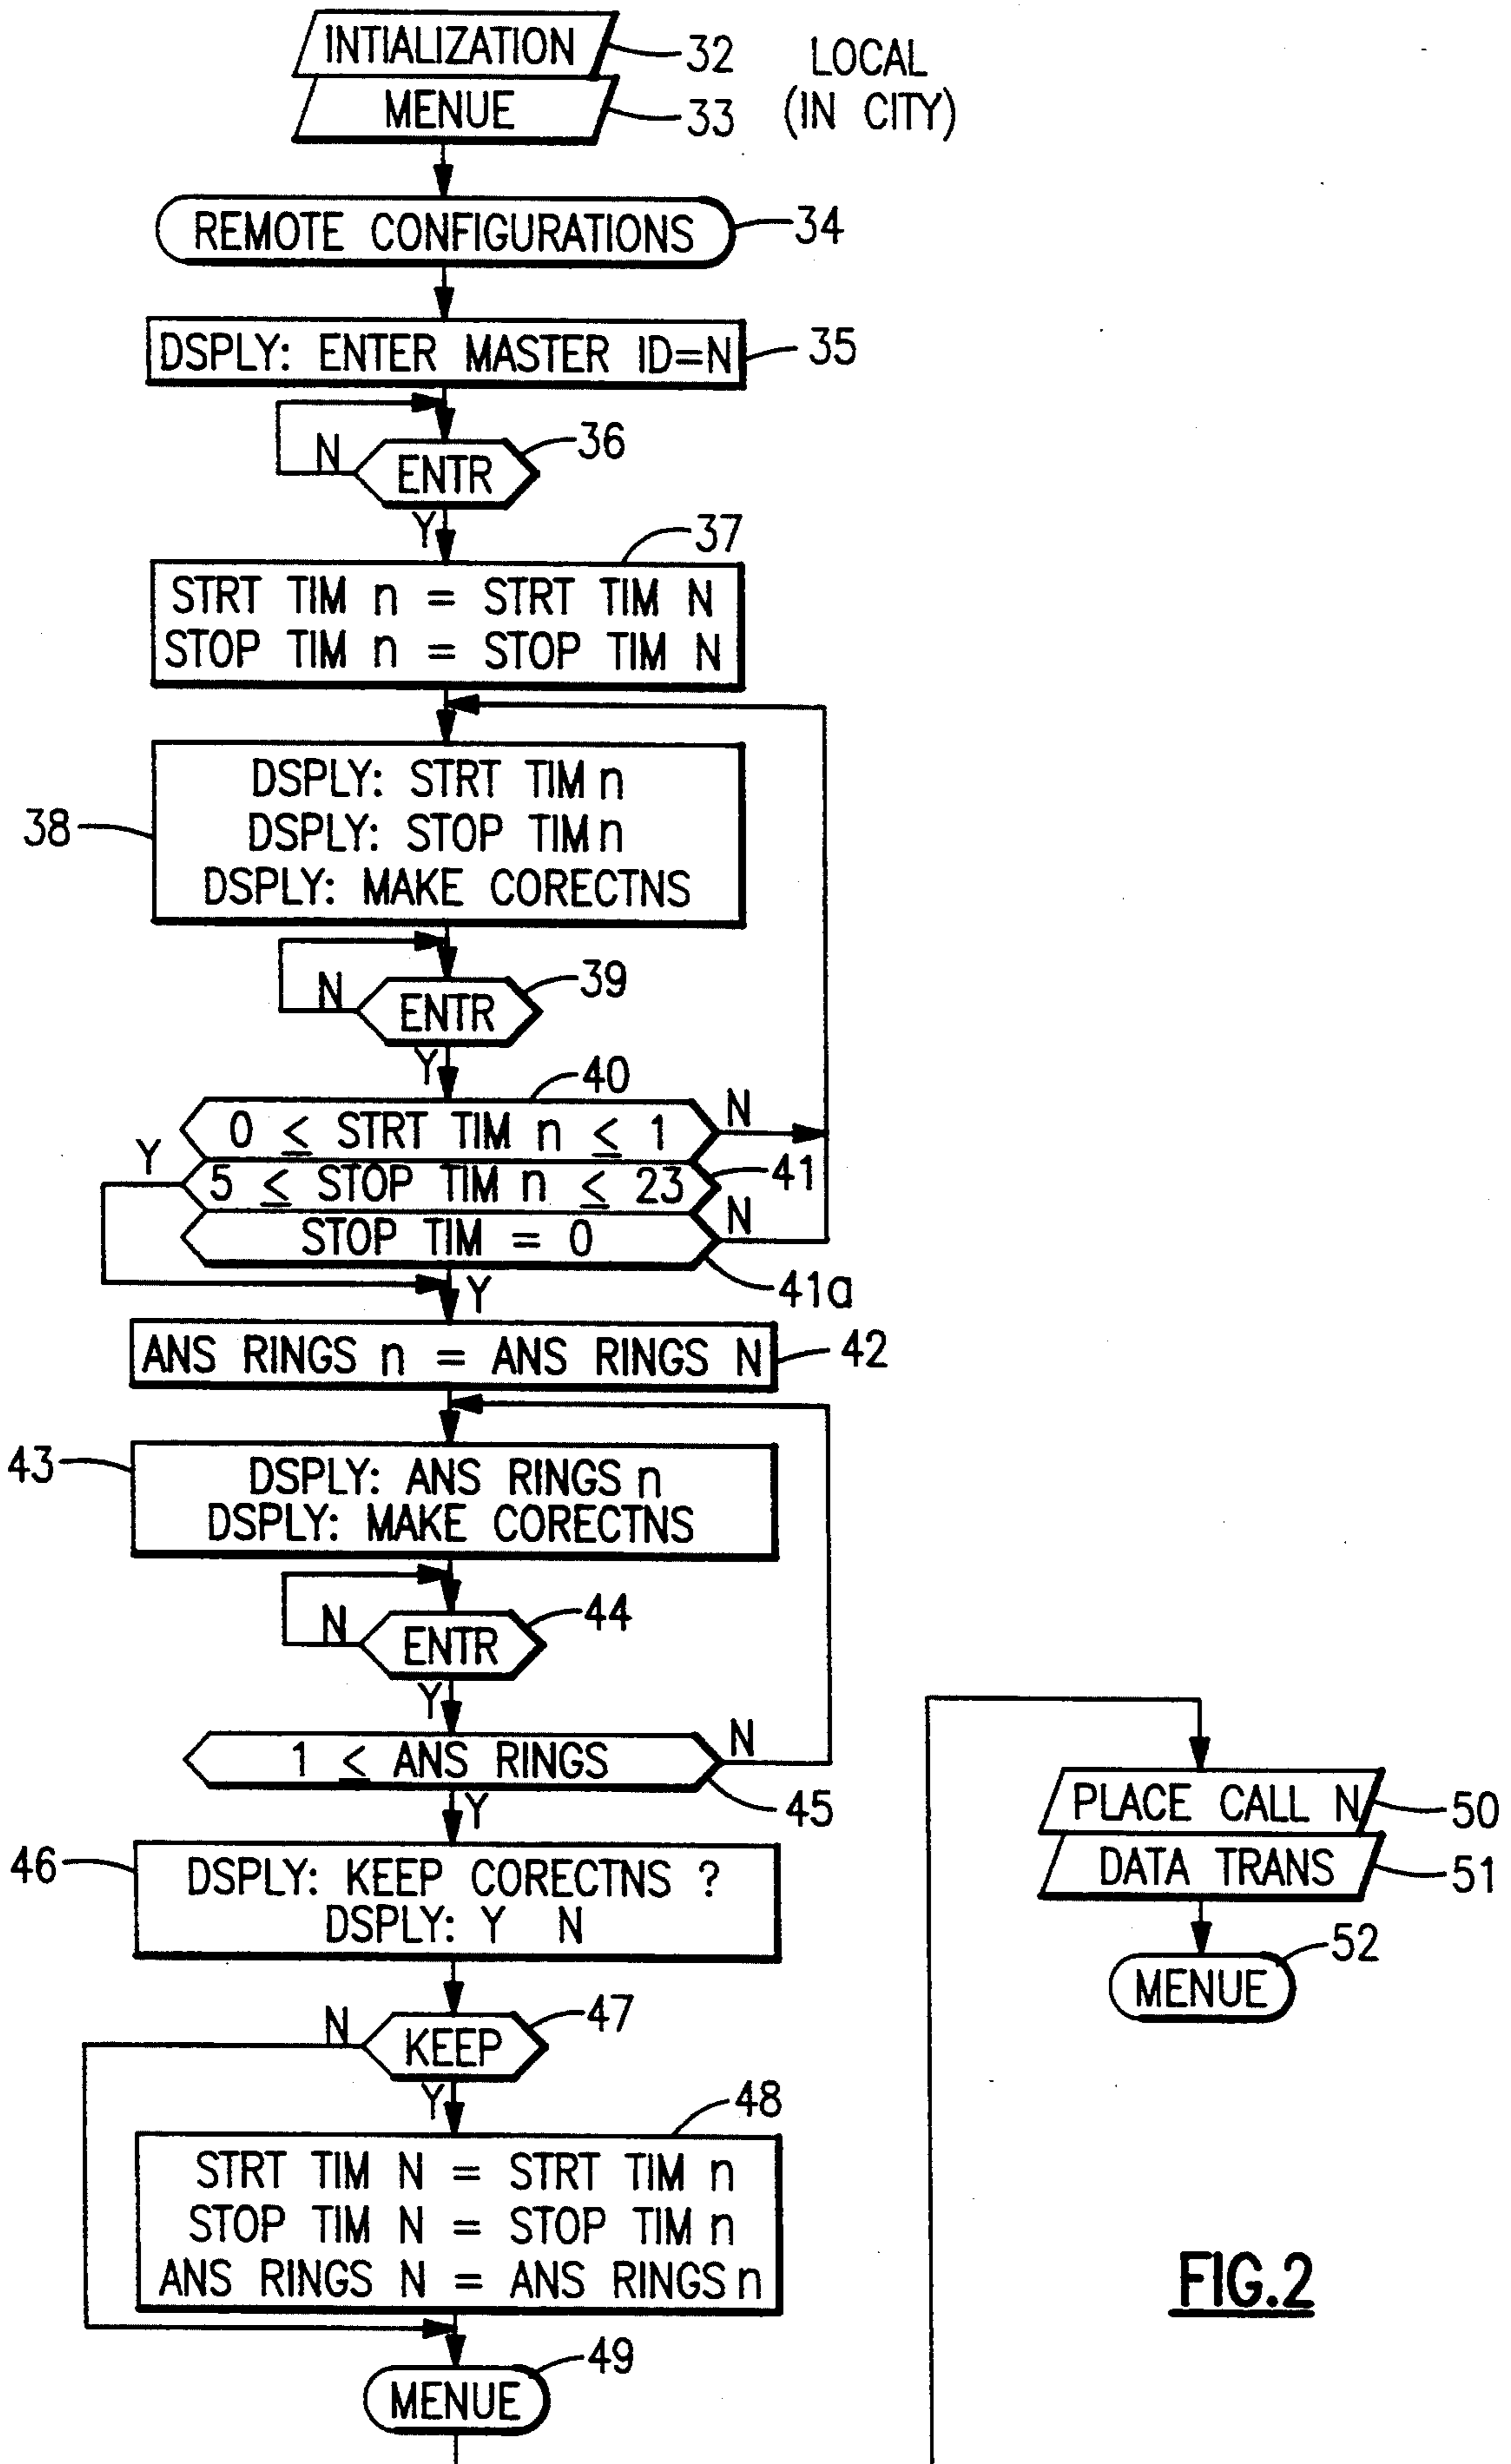 INTIALIZATION
32
LOCAL
(IN CITY)
MENUE
33
REMOTE CONFIGURATIONS
34
DSPLY: ENTER MASTER ID=N
35
N
ENTR
36
Y
37
STRT TIM n = STRT TIM N
STOP TIM n = STOP TIM N
38
DSPLY: STRT TIM n
DSPLY: STOP TIM n
DSPLY: MAKE CORECTNS
N
ENTR
39
Y
40
0 ≤ STRT TIM n ≤ 1
N
Y
5 ≤ STOP TIM n ≤ 23
41
STOP TIM = 0
N
41a
Y
ANS RINGS n = ANS RINGS N
42
43
DSPLY: ANS RINGS n
DSPLY: MAKE CORECTNS
N
ENTR
44
Y
1 ≤ ANS RINGS
N
45
Y
46
DSPLY: KEEP CORECTNS ?
DSPLY: Y N
N
KEEP
47
Y
48
STRT TIM N = STRT TIM n
STOP TIM N = STOP TIM n
ANS RINGS N = ANS RINGS n
MENUE
49
PLACE CALL N
50
DATA TRANS
51
MENUE
52
FIG.2